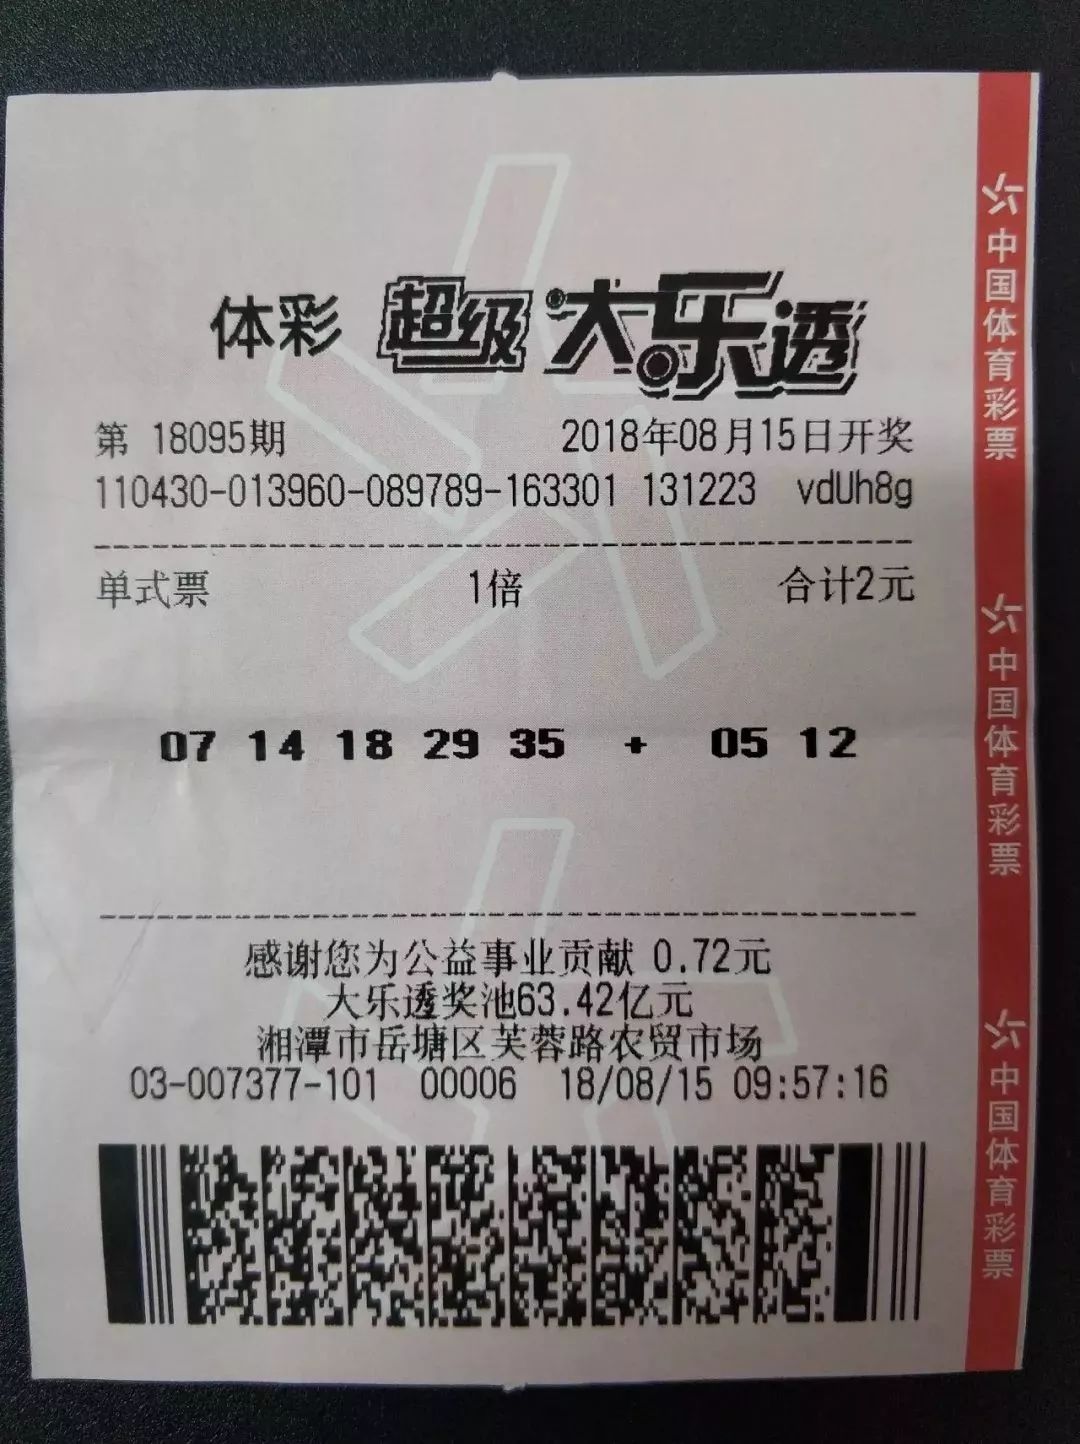 体彩 超级大乐透
第 18095期 2018年08月15日开奖
110430-013960-089789-163301 131223 vdUh8g
单式票 1倍 合计2元
07 14 18 29 35 + 05 12
感谢您为公益事业贡献 0.72元
大乐透奖池63.42亿元
湘潭市岳塘区芙蓉路农贸市场
03-007377-101 00006 18/08/15 09:57:16
中国体育彩票
中国体育彩票
中国体育彩票